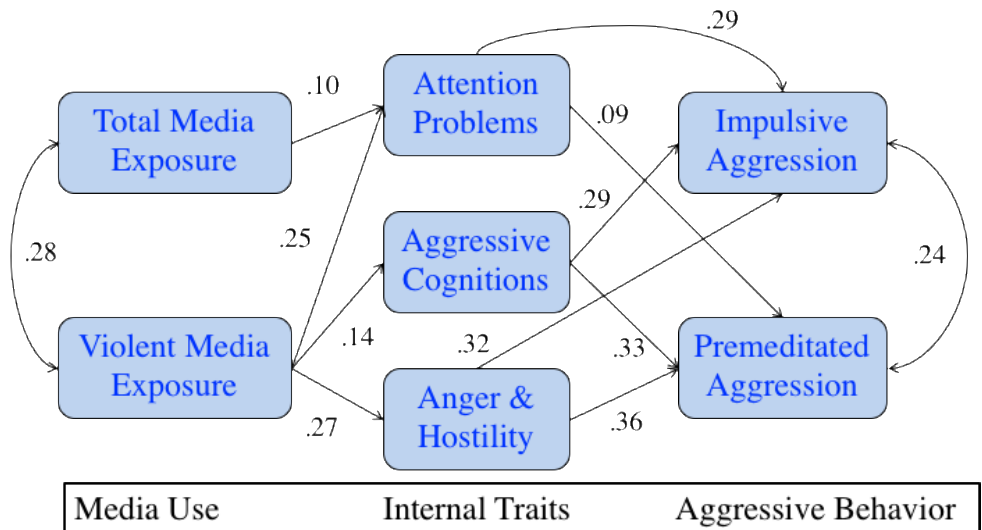 .29
.10
Attention
Problems
Total Media
Exposure
.09
Impulsive
Aggression
.28
.25
.29
Aggressive
Cognitions
.24
.14
.32
.33
Violent Media
Exposure
Premeditated
Aggression
.27
Anger &
Hostility
.36
Media Use Internal Traits Aggressive Behavior